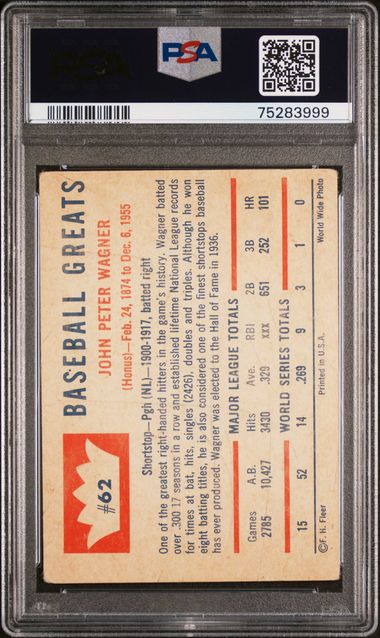 PSA
75283999
#62
BASEBALL GREATS
JOHN PETER WAGNER
(Honus)—Feb. 24, 1874 to Dec. 6, 1955
Shortstop—Pgh (NL)—1900-1917, batted right
One of the greatest right-handed hitters in the game's history. Wagner batted
over .300 17 seasons in a row and established lifetime National League records
for times at bat, hits, singles (2426), doubles and triples. Although he won
eight batting titles, he is also considered one of the finest shortstops baseball
has ever produced. Wagner was elected to the Hall of Fame in 1936.
MAJOR LEAGUE TOTALS
Games A.B. Hits Ave. RBI 2B 3B HR
2785 10,427 3430 .329 xxx 651 252 101
WORLD SERIES TOTALS
15 52 14 .269 9 3 1 0
©F. H. Fleer Printed in U.S.A. World Wide Photo